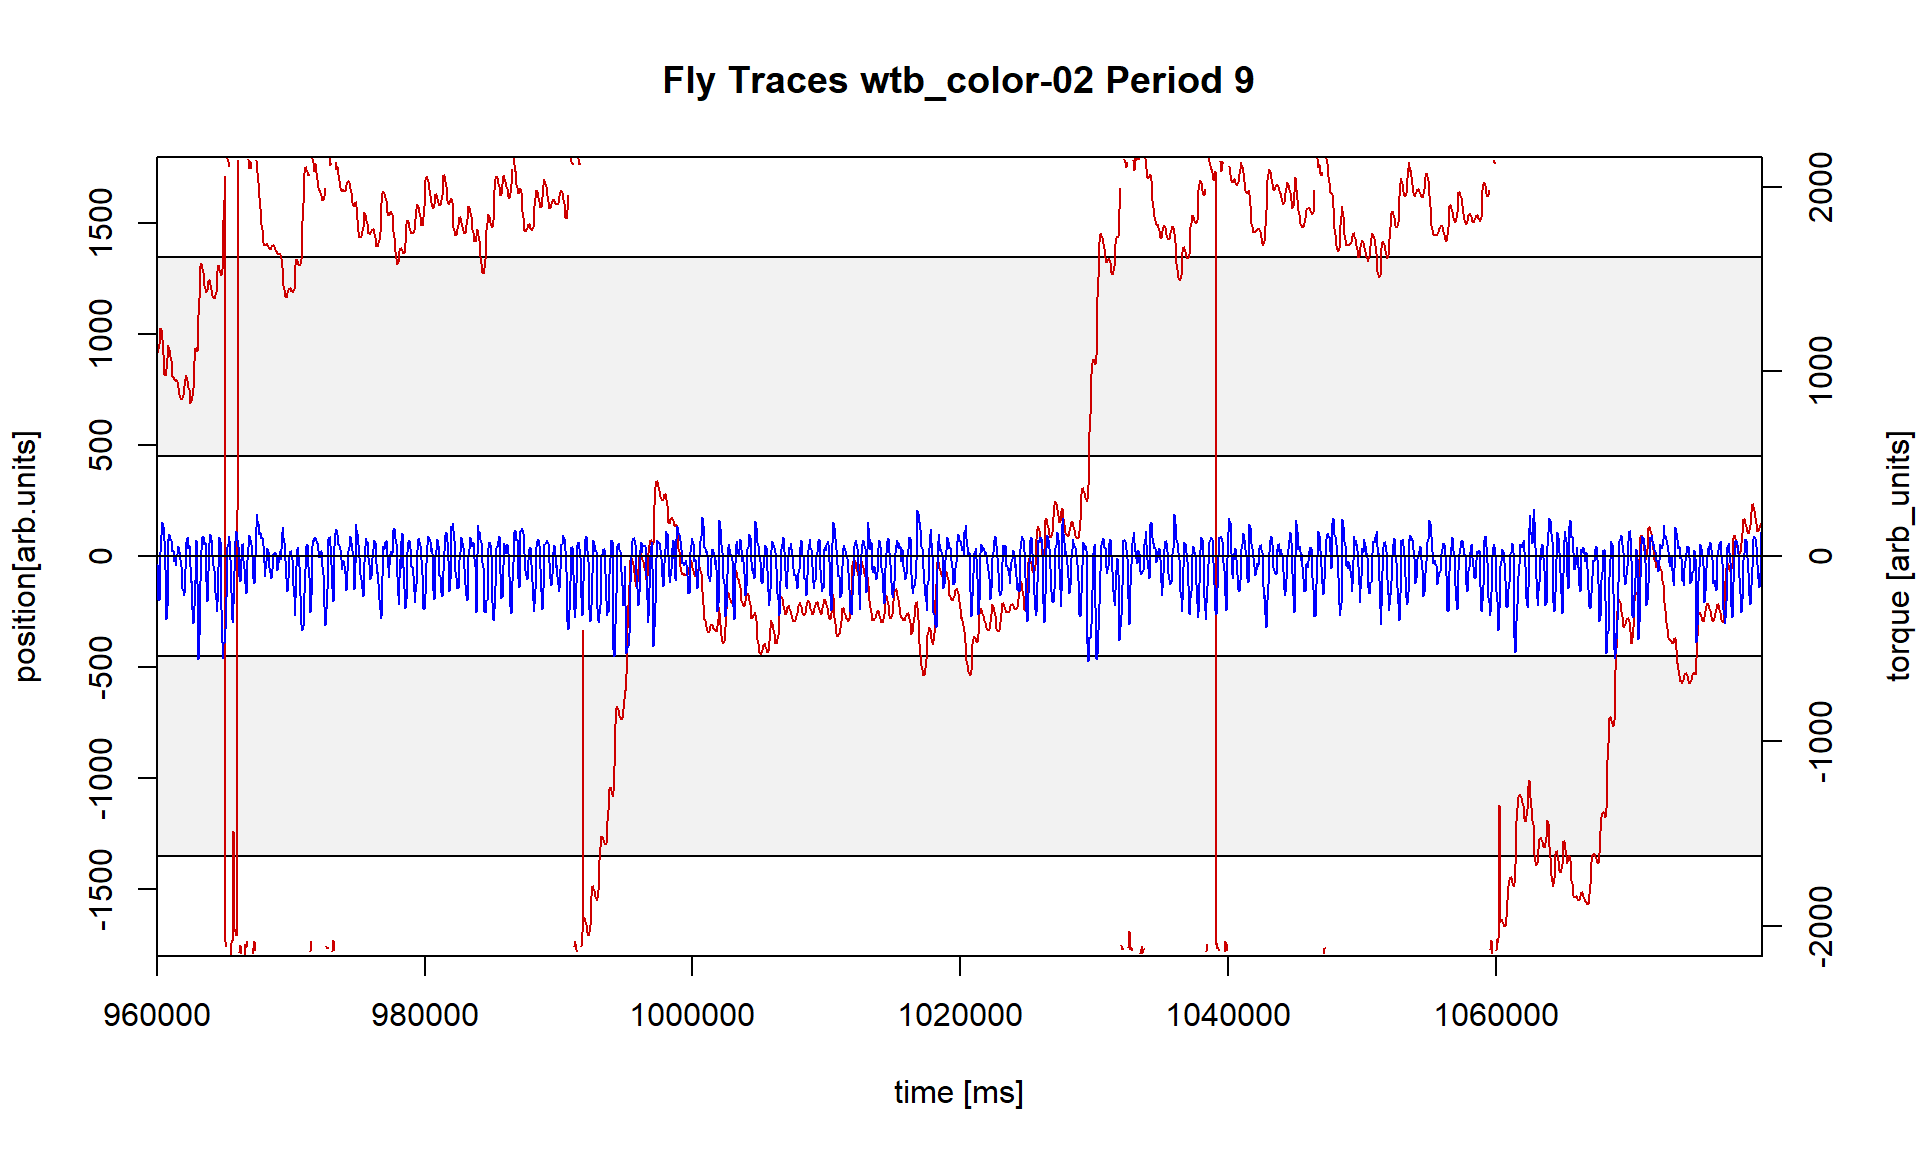 Fly Traces wtb_color-02 Period 9
position[arb.units]
1500
1000
500
0
-500
-1000
-1500
2000
1000
0
-1000
-2000
torque [arb_units]
960000 980000 1000000 1020000 1040000 1060000
time [ms]